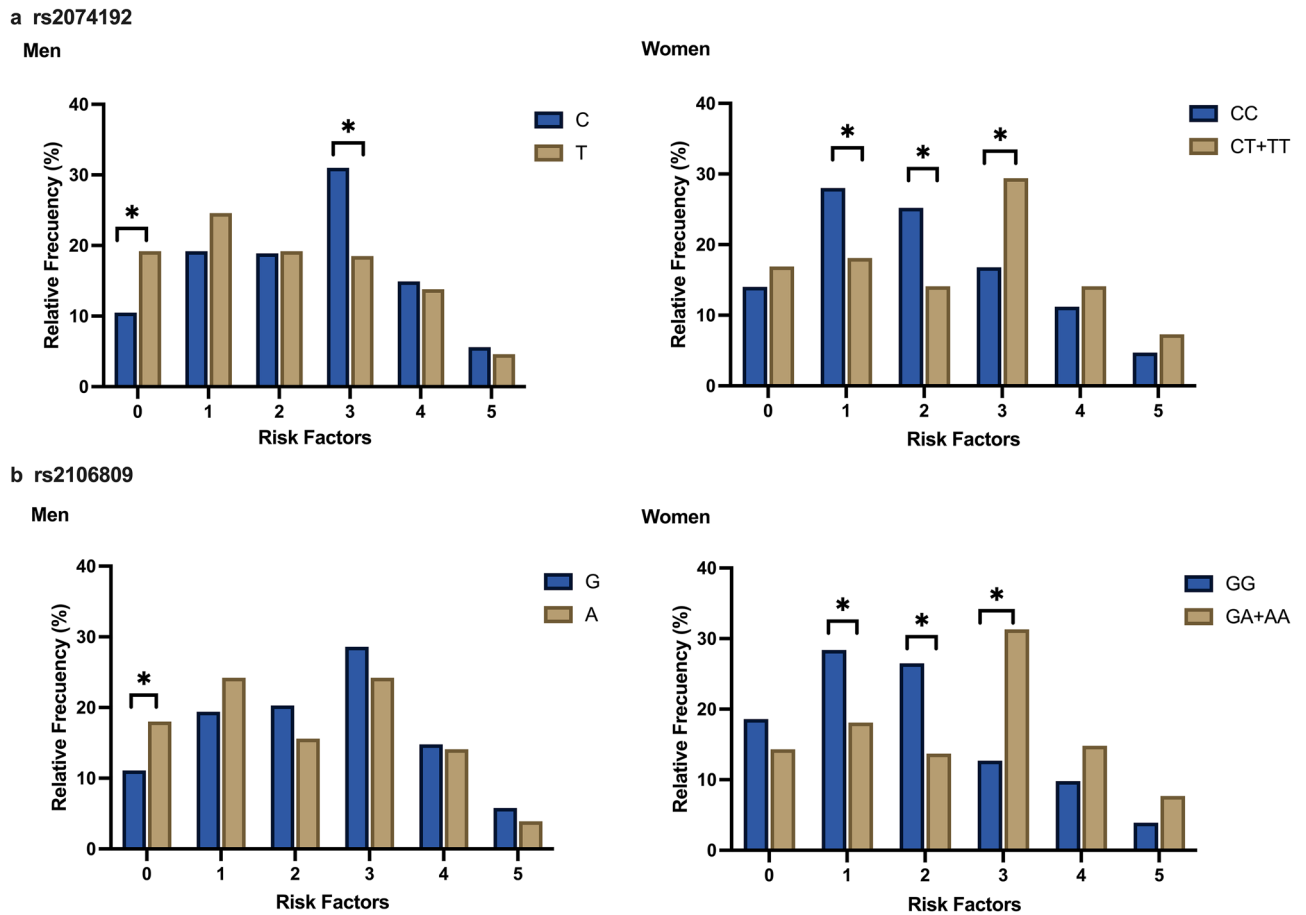 a rs2074192
Men
Women
40
30
20
10
0
Relative Frecuency (%)
*
*
C
T
0 1 2 3 4 5
Risk Factors
40
30
20
10
0
Relative Frecuency (%)
*
*
*
CC
CT+TT
0 1 2 3 4 5
Risk Factors
b rs2106809
Men
Women
40
30
20
10
0
Relative Frecuency (%)
*
G
A
0 1 2 3 4 5
Risk Factors
40
30
20
10
0
Relative Frecuency (%)
*
*
*
GG
GA+AA
0 1 2 3 4 5
Risk Factors